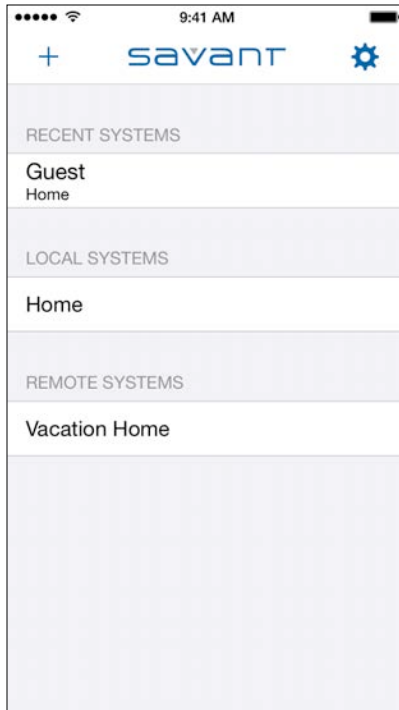 9:41 AM
savant
RECENT SYSTEMS
Guest
Home
LOCAL SYSTEMS
Home
REMOTE SYSTEMS
Vacation Home